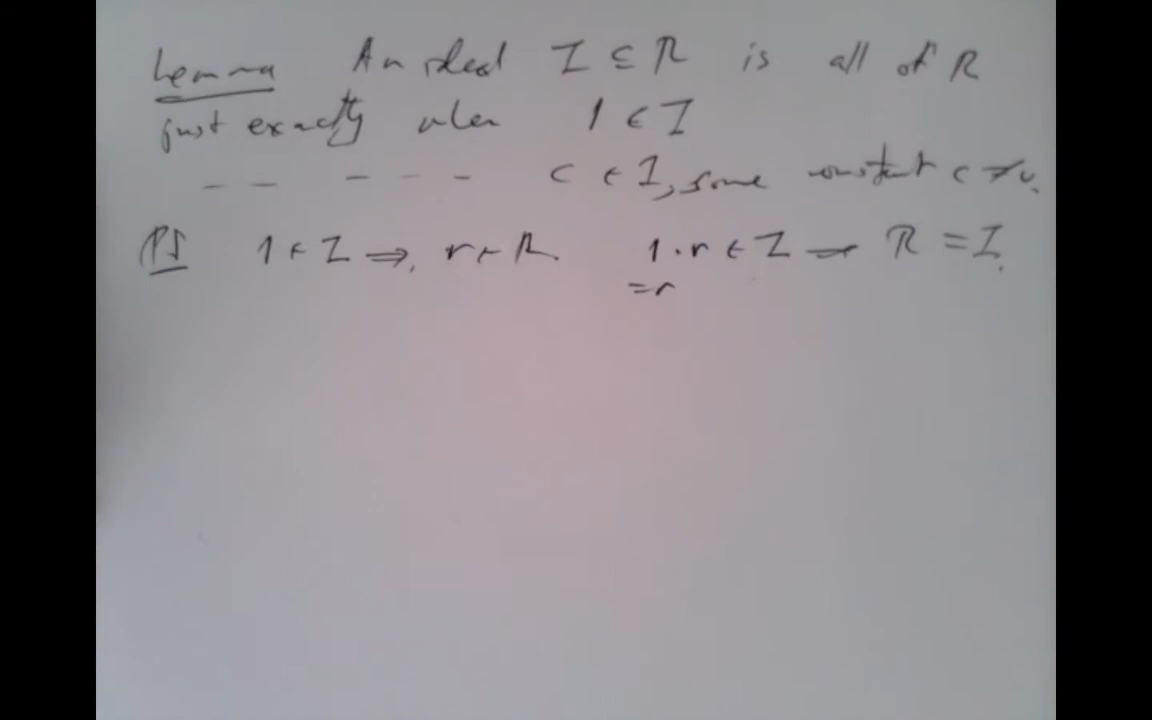 Lemma An ideal I ⊆ R is all of R
just exactly when 1 ∈ I
-- --- c ∈ I, some constant c ≠ 0.
Pf 1 ∈ I ⇒, r ∈ R. 1·r ∈ I → R = I.
= r